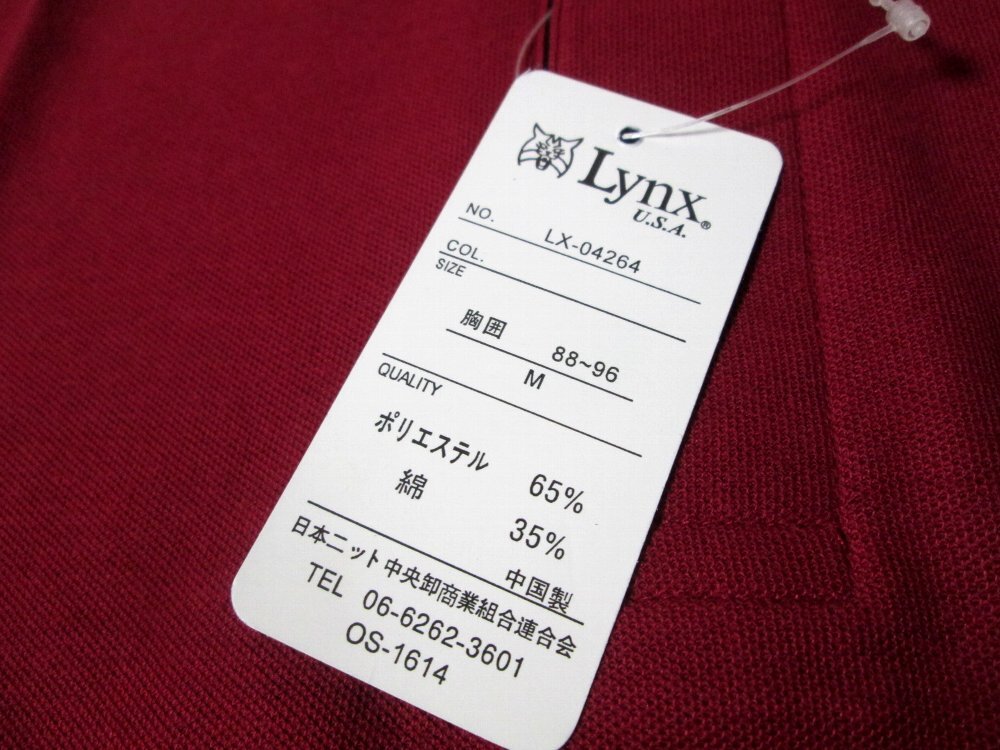 Lynx®
U.S.A.
NO. LX-04264
COL.
SIZE
胸囲 88~96
M
QUALITY
ポリエステル 65%
綿 35%
中国製
日本ニット中央卸商業組合連合会
TEL 06-6262-3601
OS-1614